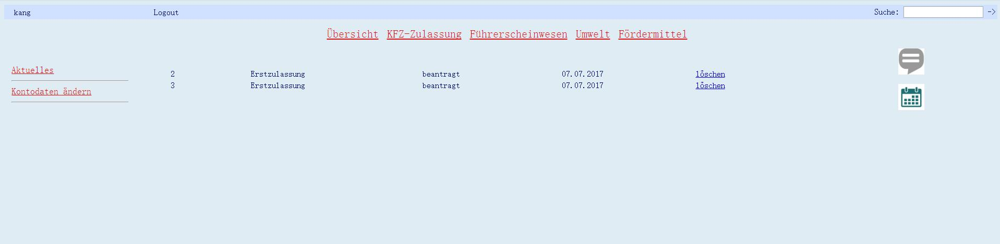 kang Logout Suche: ->
Übersicht KFZ-Zulassung Führerscheinwesen Umwelt Fördermittel
Aktuelles
Kontodaten ändern
2 Erstzulassung beantragt 07.07.2017 löschen
3 Erstzulassung beantragt 07.07.2017 löschen